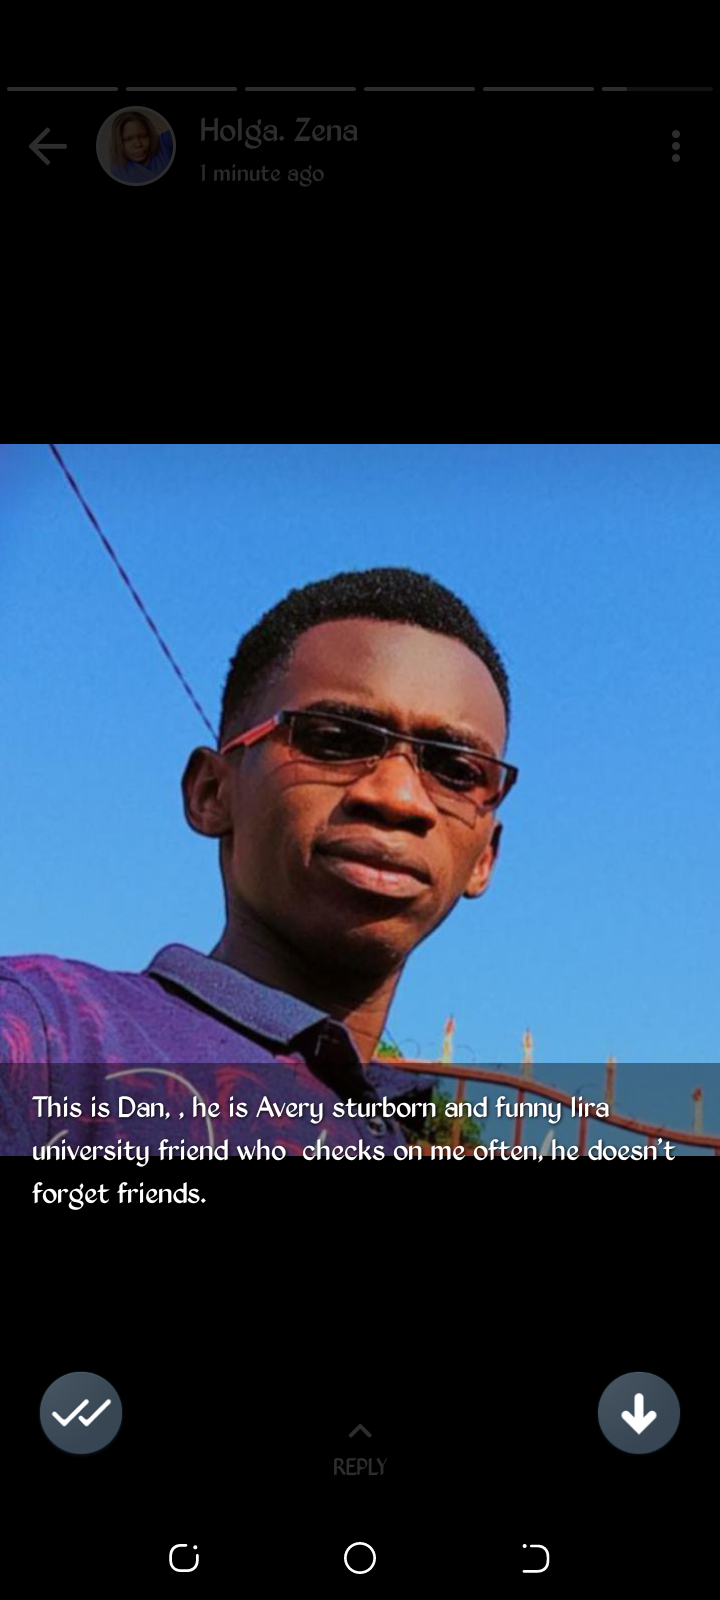 Holga. Zena
1 minute ago
This is Dan, , he is Avery sturborn and funny lira
university friend who  checks on me often, he doesn't
forget friends.
REPLY